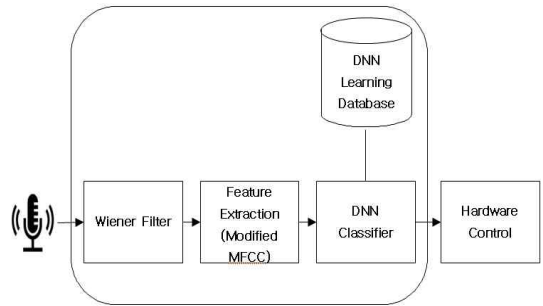 DNN
Learning
Database
Wiener Filter
Feature
Extraction
(Modified
MFCC)
DNN
Classifier
Hardware
Control